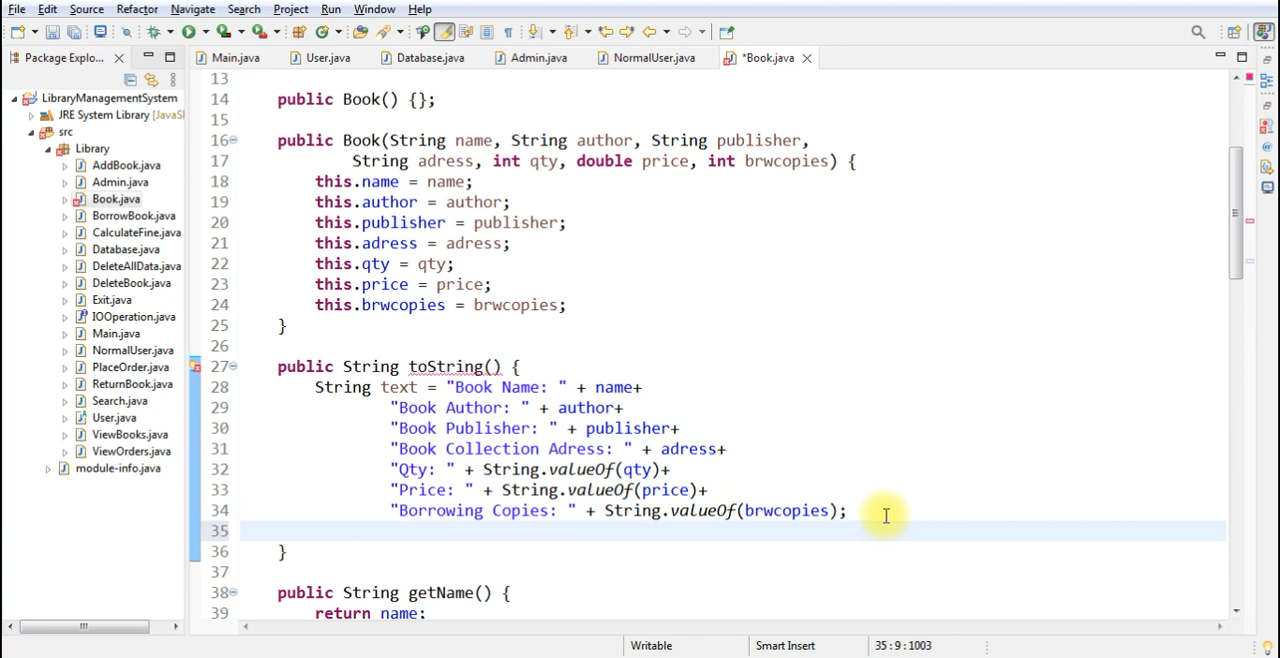 File Edit Source Refactor Navigate Search Project Run Window Help
Package Explo...
Main.java User.java Database.java Admin.java NormalUser.java *Book.java
LibraryManagementSystem
JRE System Library [JavaS
src
Library
AddBook.java
Admin.java
Book.java
BorrowBook.java
CalculateFine.java
Database.java
DeleteAllData.java
DeleteBook.java
Exit.java
IOOperation.java
Main.java
NormalUser.java
PlaceOrder.java
ReturnBook.java
Search.java
User.java
ViewBooks.java
ViewOrders.java
module-info.java
13
14 public Book() {};
15
16 public Book(String name, String author, String publisher,
17 String adress, int qty, double price, int brwcopies) {
18 this.name = name;
19 this.author = author;
20 this.publisher = publisher;
21 this.adress = adress;
22 this.qty = qty;
23 this.price = price;
24 this.brwcopies = brwcopies;
25 }
26
27 public String toString() {
28 String text = "Book Name: " + name+
29 "Book Author: " + author+
30 "Book Publisher: " + publisher+
31 "Book Collection Adress: " + adress+
32 "Qty: " + String.valueOf(qty)+
33 "Price: " + String.valueOf(price)+
34 "Borrowing Copies: " + String.valueOf(brwcopies);
35
36 }
37
38 public String getName() {
39 return name;
Writable Smart Insert 35:9:1003